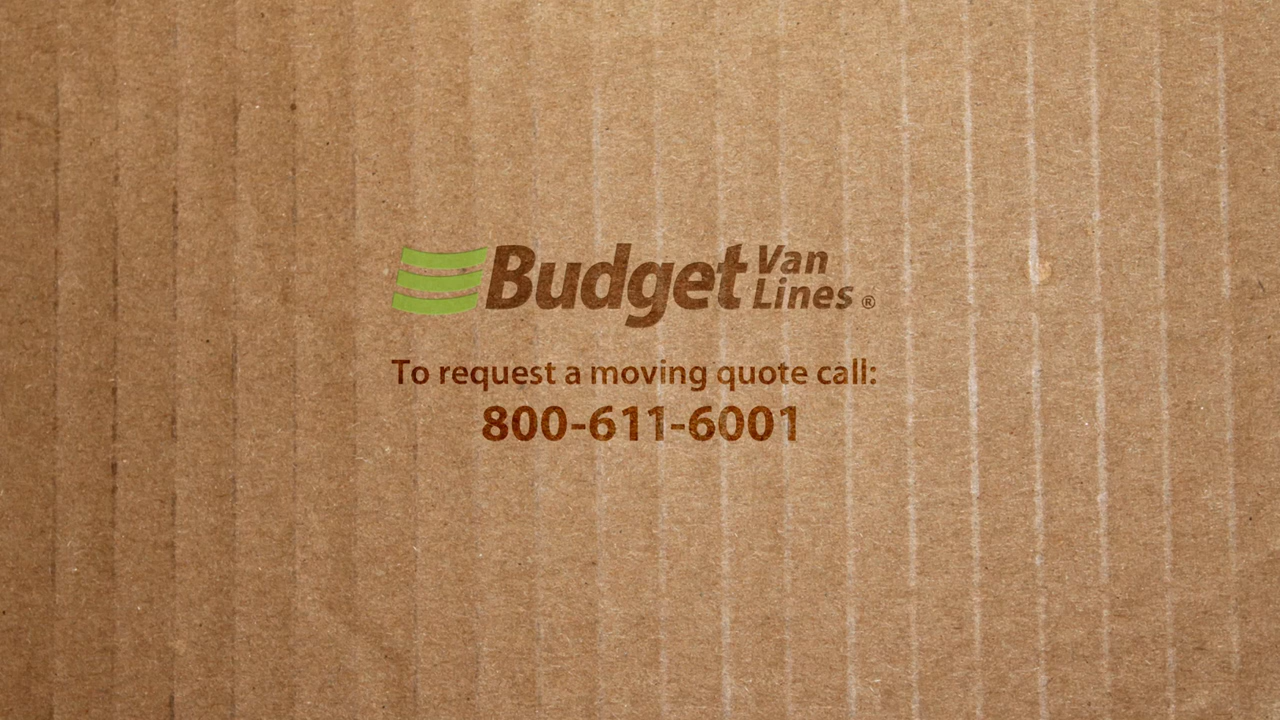 Budget Van Lines ®
To request a moving quote call:
800-611-6001